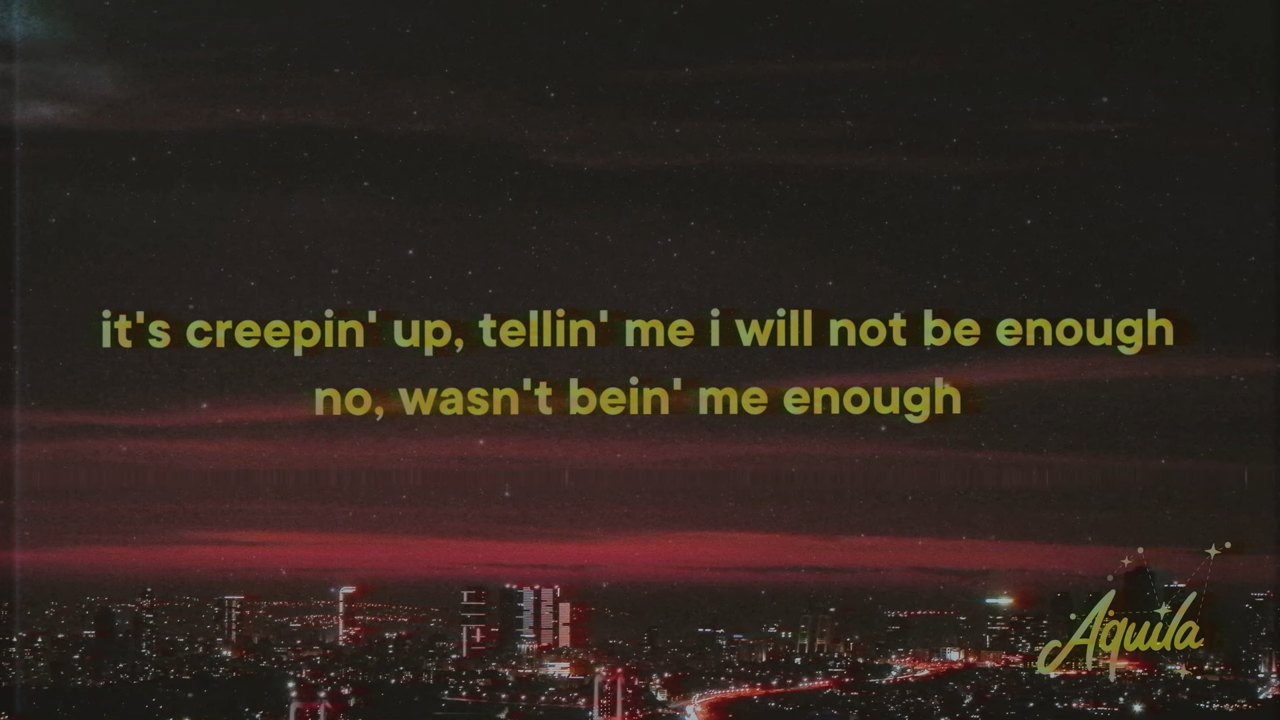 it's creepin' up, tellin' me i will not be enough
no, wasn't bein' me enough
Aquila